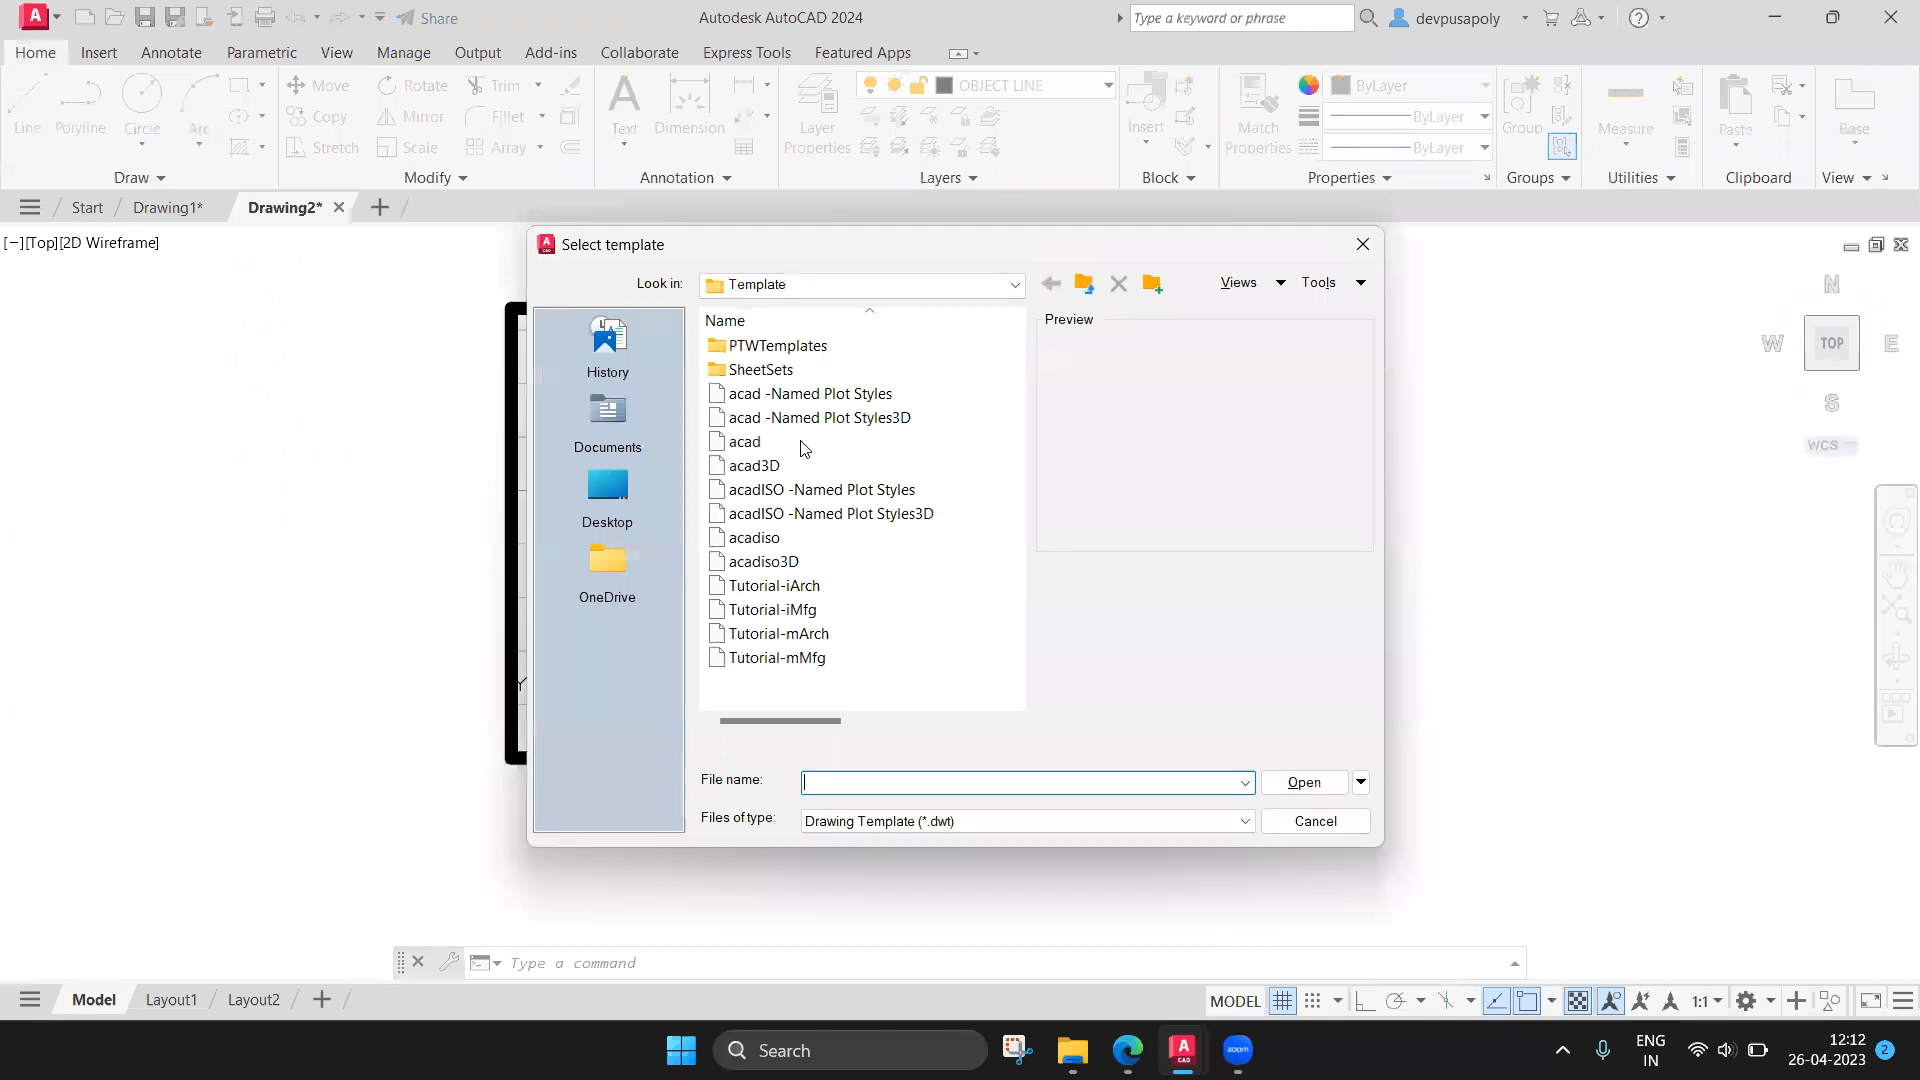 A Share Autodesk AutoCAD 2024 Type a keyword or phrase devpusapoly
Home Insert Annotate Parametric View Manage Output Add-ins Collaborate Express Tools Featured Apps
Move Rotate Trim OBJECT LINE ByLayer
Copy Mirror Fillet ByLayer
Line Polyline Circle Arc Text Dimension Layer Properties Insert Match Properties Group Measure Paste Base
Stretch Scale Array ByLayer
Draw Modify Annotation Layers Block Properties Groups Utilities Clipboard View
Start Drawing1* Drawing2*
[−][Top][2D Wireframe]
Select template
Look in: Template Views Tools
Name
Preview
PTWTemplates
SheetSets
acad -Named Plot Styles
acad -Named Plot Styles3D
acad
acad3D
acadISO -Named Plot Styles
acadISO -Named Plot Styles3D
acadiso
acadiso3D
Tutorial-iArch
Tutorial-iMfg
Tutorial-mArch
Tutorial-mMfg
History
Documents
Desktop
OneDrive
File name: Open
Files of type: Drawing Template (*.dwt) Cancel
N
W TOP E
S
WCS
Y
Type a command
Model Layout1 Layout2 MODEL 1:1
Search A CAD zoom ENG IN 12:12 26-04-2023 2